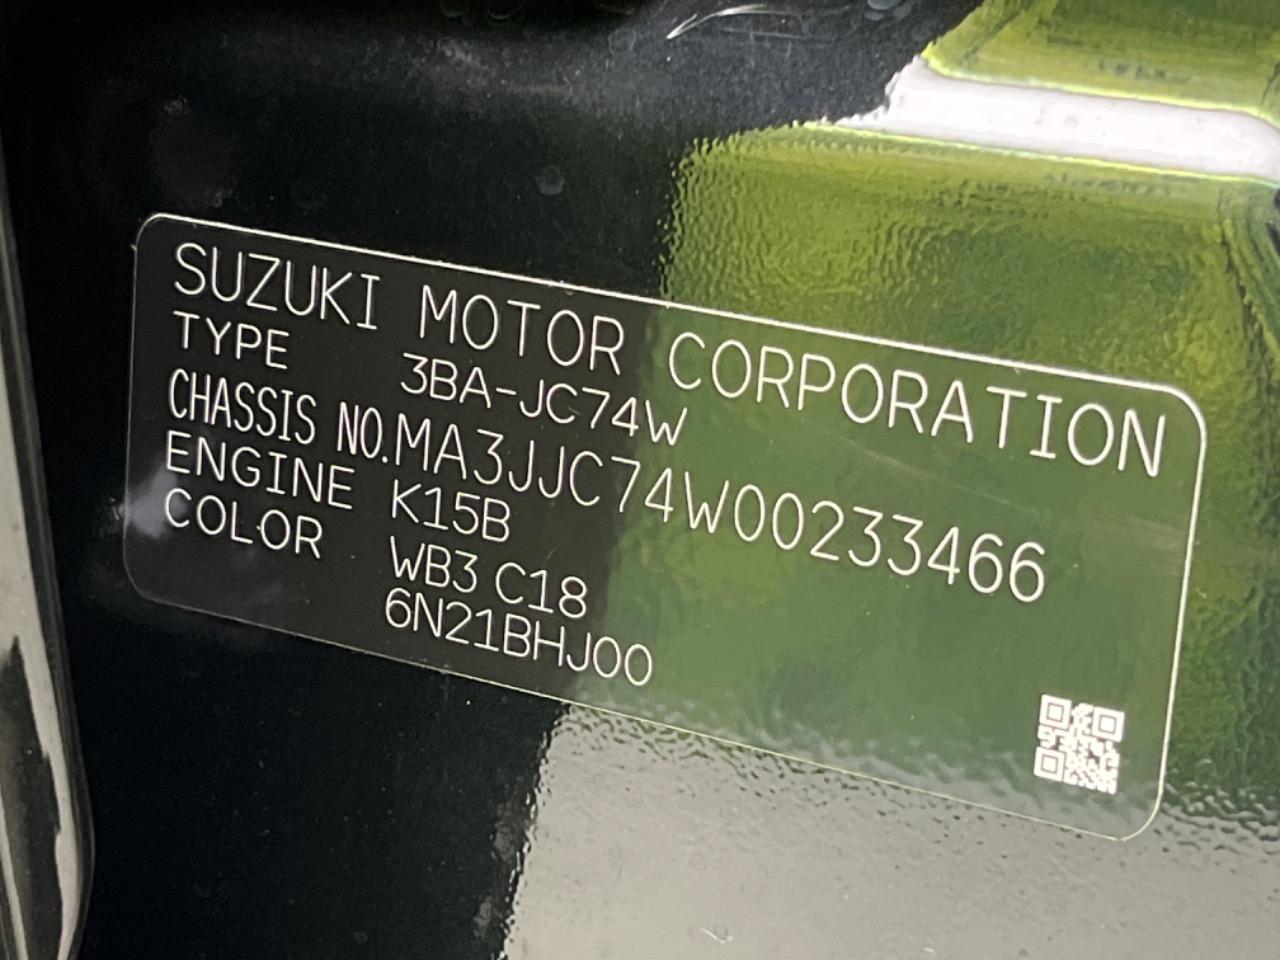 SUZUKI MOTOR CORPORATION
TYPE 3BA-JC74W
CHASSIS NO.MA3JJC74W00233466
ENGINE K15B
COLOR WB3 C18
6N21BHJ00